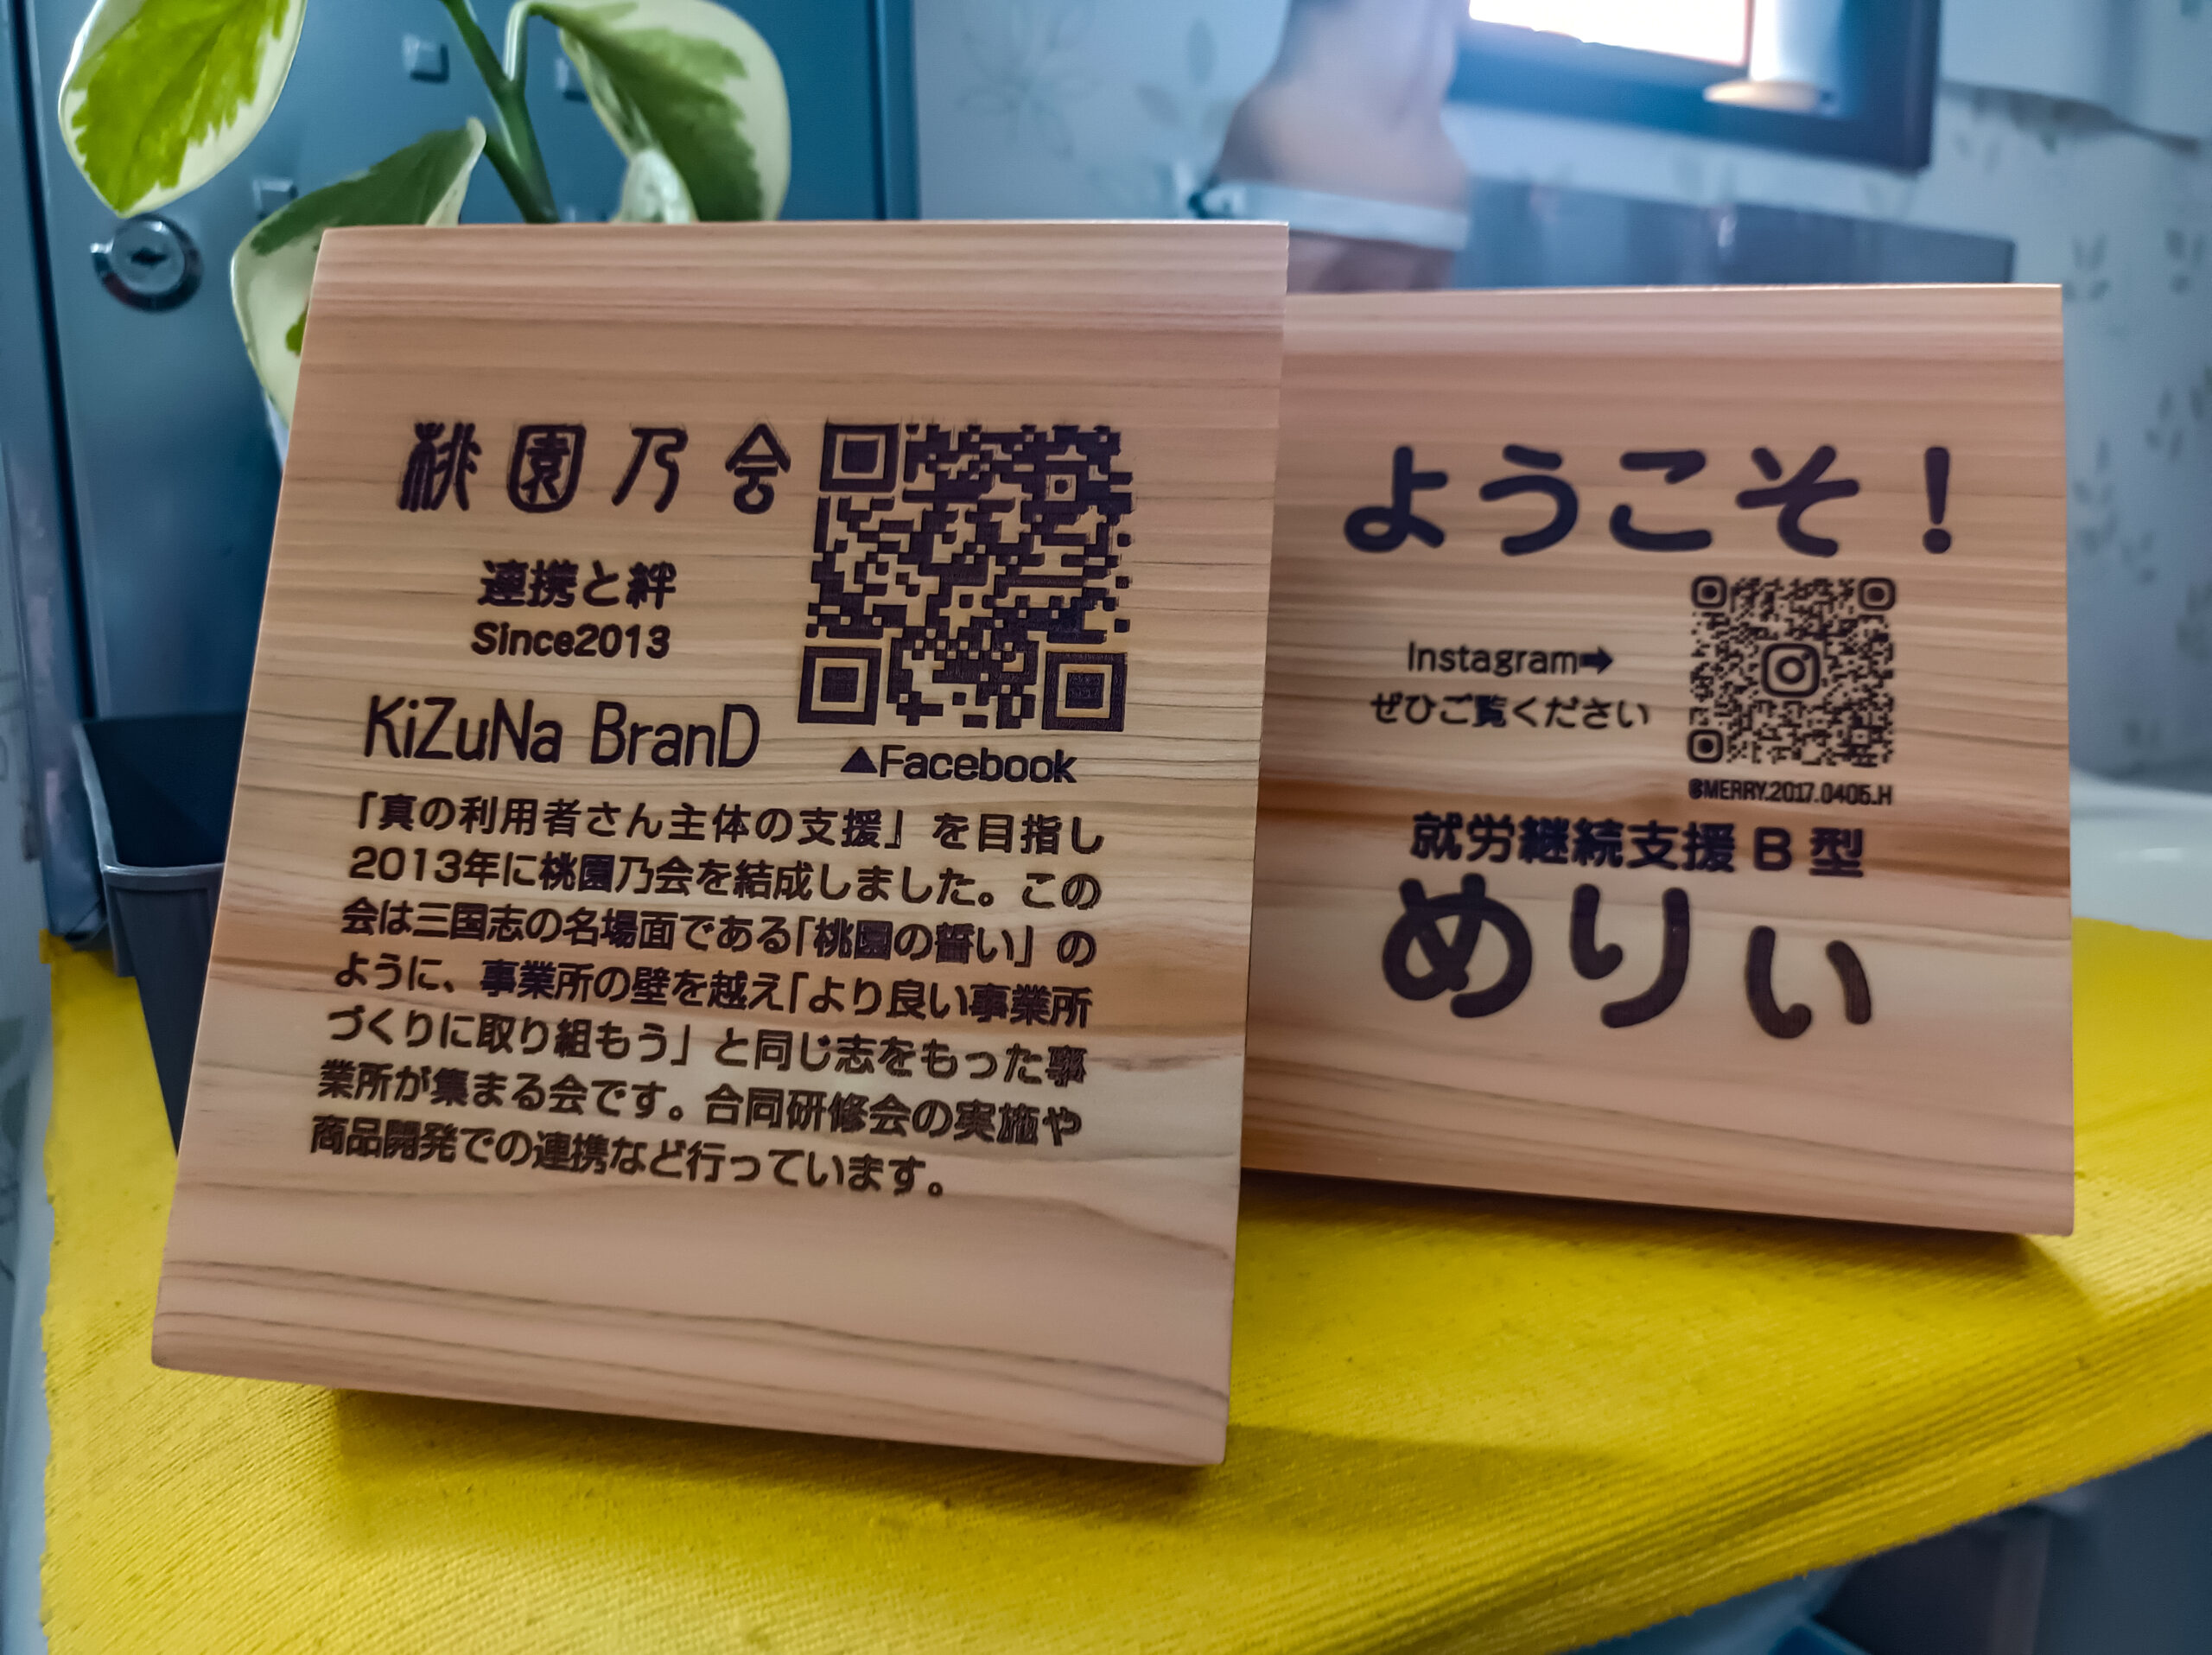 桃園乃会
連携と絆
Since2013
KiZuNa BranD
▲Facebook
「真の利用者さん主体の支援」を目指し
2013年に桃園乃会を結成しました。この
会は三国志の名場面である「桃園の誓い」の
ように、事業所の壁を越え「より良い事業所
づくりに取り組もう」と同じ志をもった事
業所が集まる会です。合同研修会の実施や
商品開発での連携など行っています。
ようこそ！
Instagram➡
ぜひご覧ください
@MERRY.2017.0405.H
就労継続支援B型
めりぃ